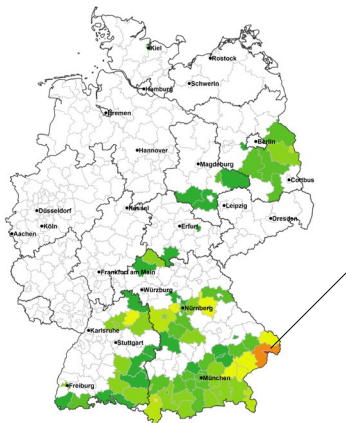 Kiel
Rostock
Hamburg
Schwerin
Bremen
Berlin
Hannover
Magdeburg
Cottbus
Düsseldorf
Kassel
Leipzig
Köln
Dresden
Aachen
Erfurt
Frankfurt am Main
Würzburg
Nürnberg
Karlsruhe
Stuttgart
München
Freiburg